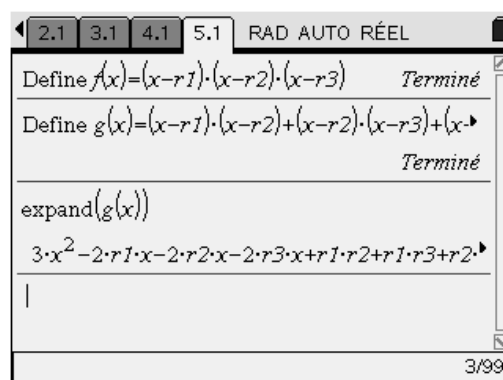 2.1 3.1 4.1 5.1 RAD AUTO RÉEL
Define f(x)=(x−r1)·(x−r2)·(x−r3) Terminé
Define g(x)=(x−r1)·(x−r2)+(x−r2)·(x−r3)+(x-
Terminé
expand(g(x))
3·x²−2·r1·x−2·r2·x−2·r3·x+r1·r2+r1·r3+r2·
3/99